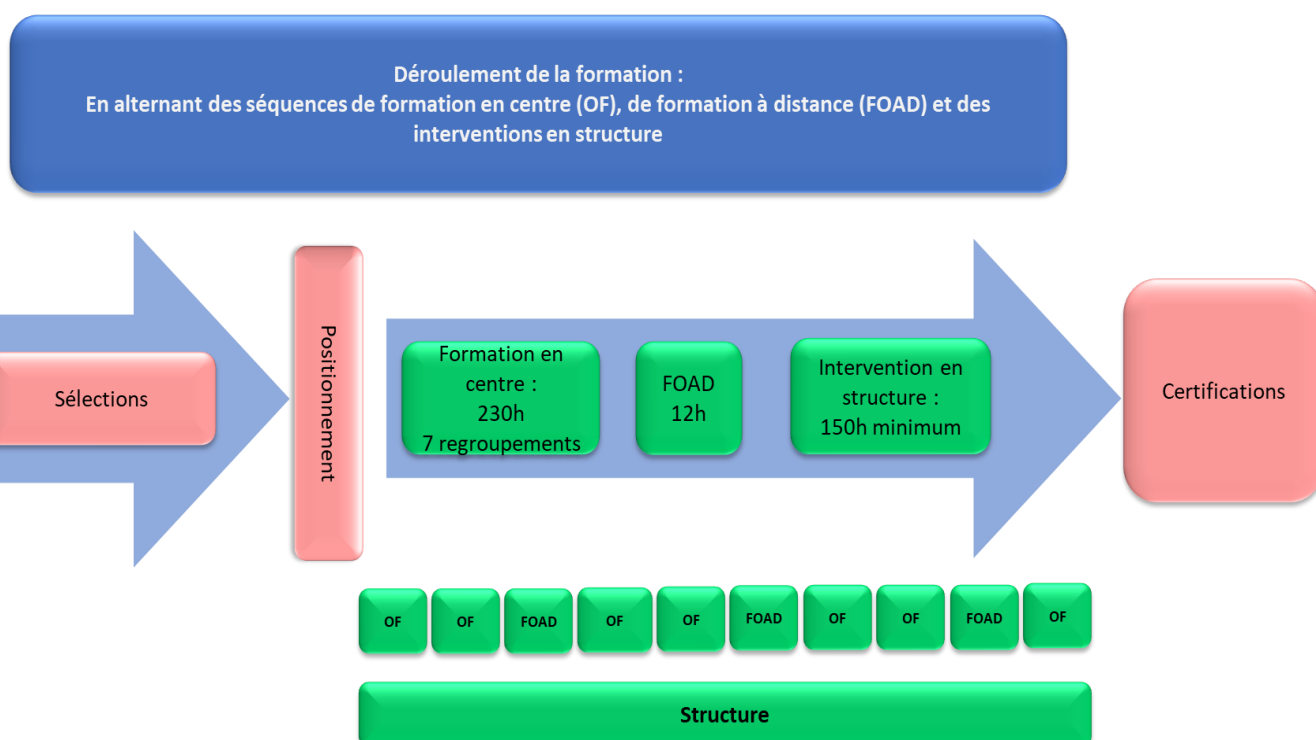 Déroulement de la formation :
En alternant des séquences de formation en centre (OF), de formation à distance (FOAD) et des
interventions en structure
Sélections
Positionnement
Formation en
centre :
230h
7 regroupements
FOAD
12h
Intervention en
structure :
150h minimum
Certifications
OF
OF
FOAD
OF
OF
FOAD
OF
OF
FOAD
OF
Structure